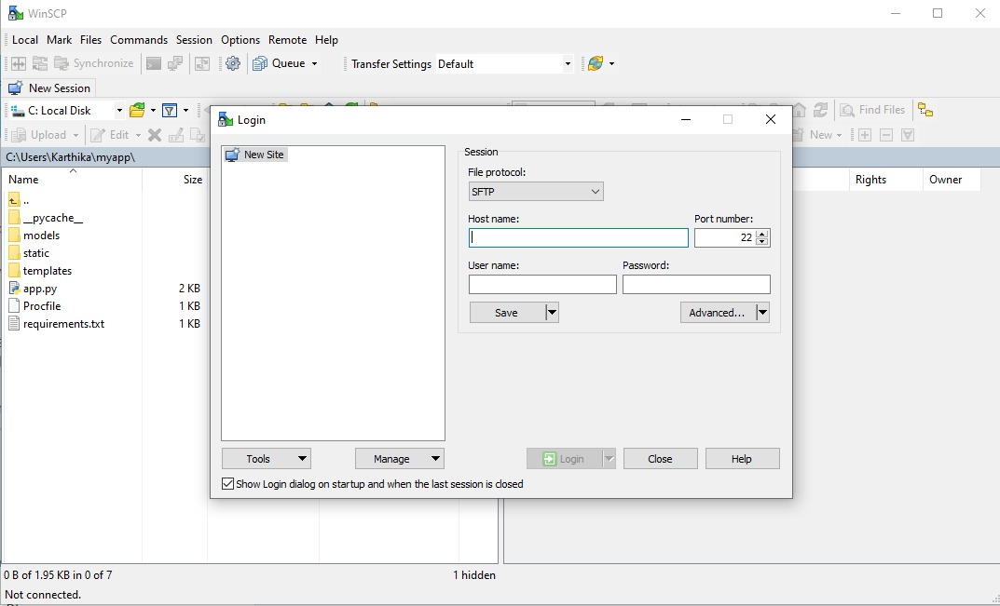 WinSCP
Local Mark Files Commands Session Options Remote Help
Synchronize Queue Transfer Settings Default
New Session
C: Local Disk Find Files
Upload Edit New
C:\Users\Karthika\myapp\
Name Size Rights Owner
..
__pycache__
models
static
templates
app.py 2 KB
Procfile 1 KB
requirements.txt 1 KB
Login
New Site
Session
File protocol:
SFTP
Host name: Port number:
22
User name: Password:
Save Advanced...
Tools Manage Login Close Help
Show Login dialog on startup and when the last session is closed
0 B of 1.95 KB in 0 of 7 1 hidden
Not connected.